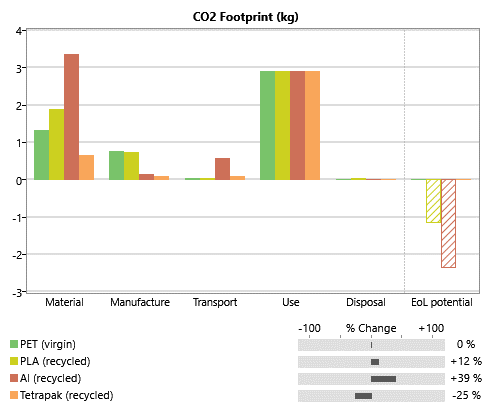 CO2 Footprint (kg)
4
3
2
1
0
-1
-2
-3
Material Manufacture Transport Use Disposal EoL potential
-100 % Change +100
PET (virgin) 0 %
PLA (recycled) +12 %
Al (recycled) +39 %
Tetrapak (recycled) -25 %